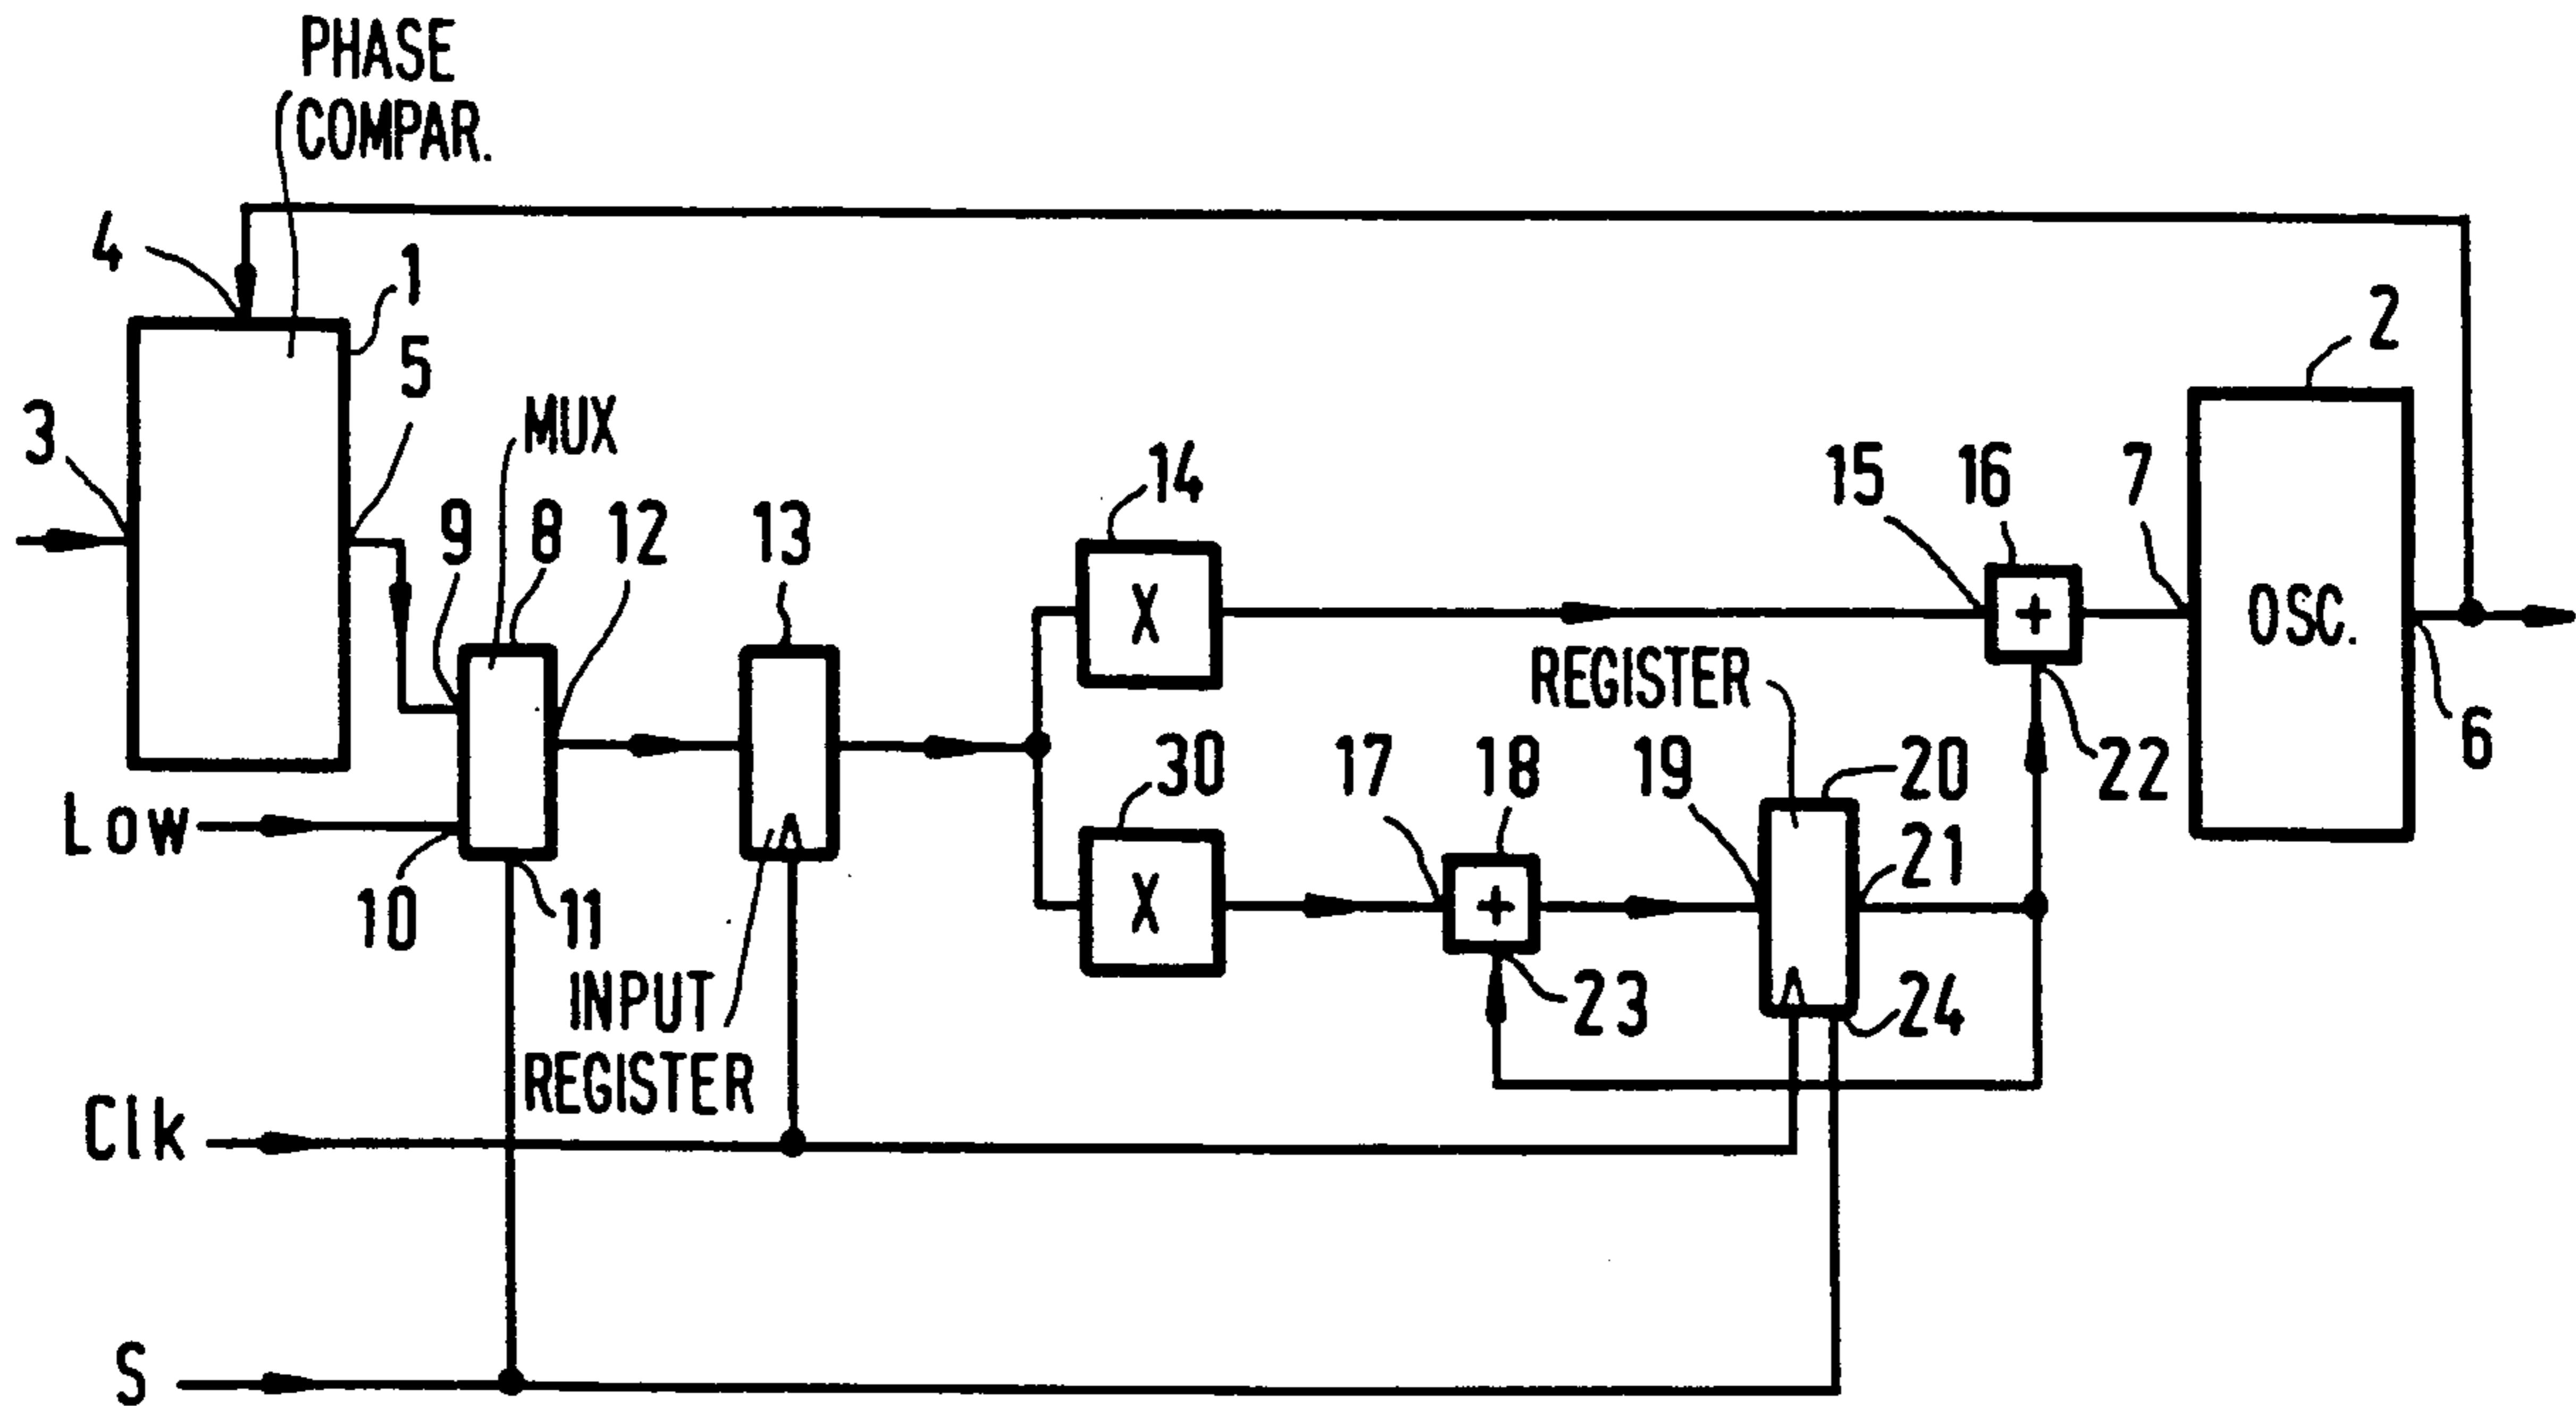 PHASE
COMPAR.
4
1
5
3
MUX
9
8
12
13
14
15
16
7
2
X
+
OSC.
REGISTER
6
Low
10
11
30
17
18
19
20
22
21
X
+
INPUT
REGISTER
23
24
Clk
S